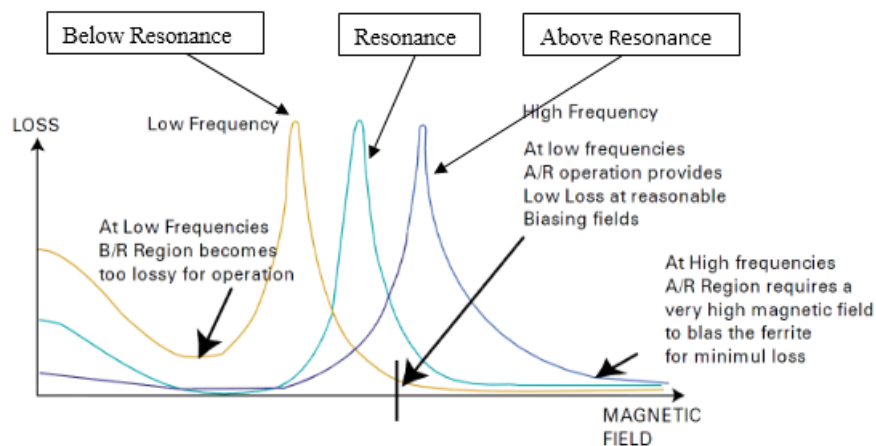 Below Resonance
Resonance
Above Resonance
LOSS
Low Frequency
High Frequency
At low frequencies
A/R operation provides
Low Loss at reasonable
Biasing fields
At Low Frequencies
B/R Region becomes
too lossy for operation
At High frequencies
A/R Region requires a
very high magnetic field
to blas the ferrite
for minimul loss
MAGNETIC
FIELD